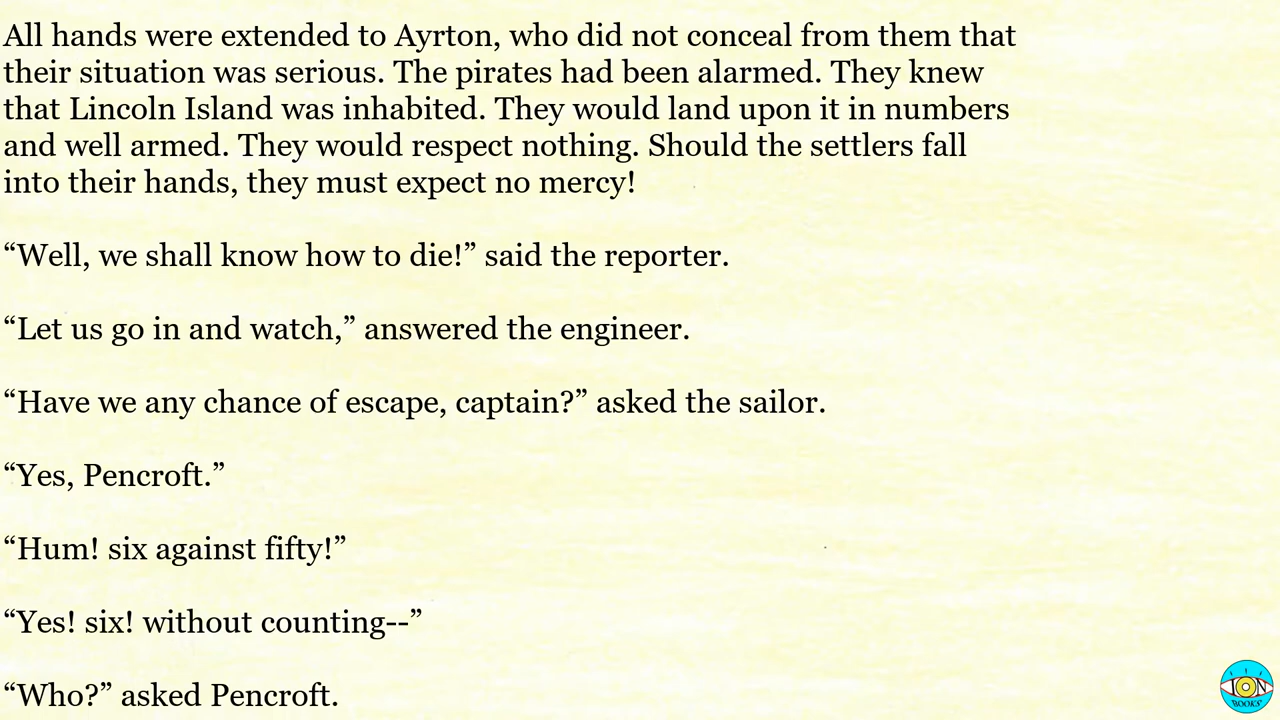 All hands were extended to Ayrton, who did not conceal from them that
their situation was serious. The pirates had been alarmed. They knew
that Lincoln Island was inhabited. They would land upon it in numbers
and well armed. They would respect nothing. Should the settlers fall
into their hands, they must expect no mercy!
“Well, we shall know how to die!” said the reporter.
“Let us go in and watch,” answered the engineer.
“Have we any chance of escape, captain?” asked the sailor.
“Yes, Pencroft.”
“Hum! six against fifty!”
“Yes! six! without counting--”
“Who?” asked Pencroft.
ION
BOOKS